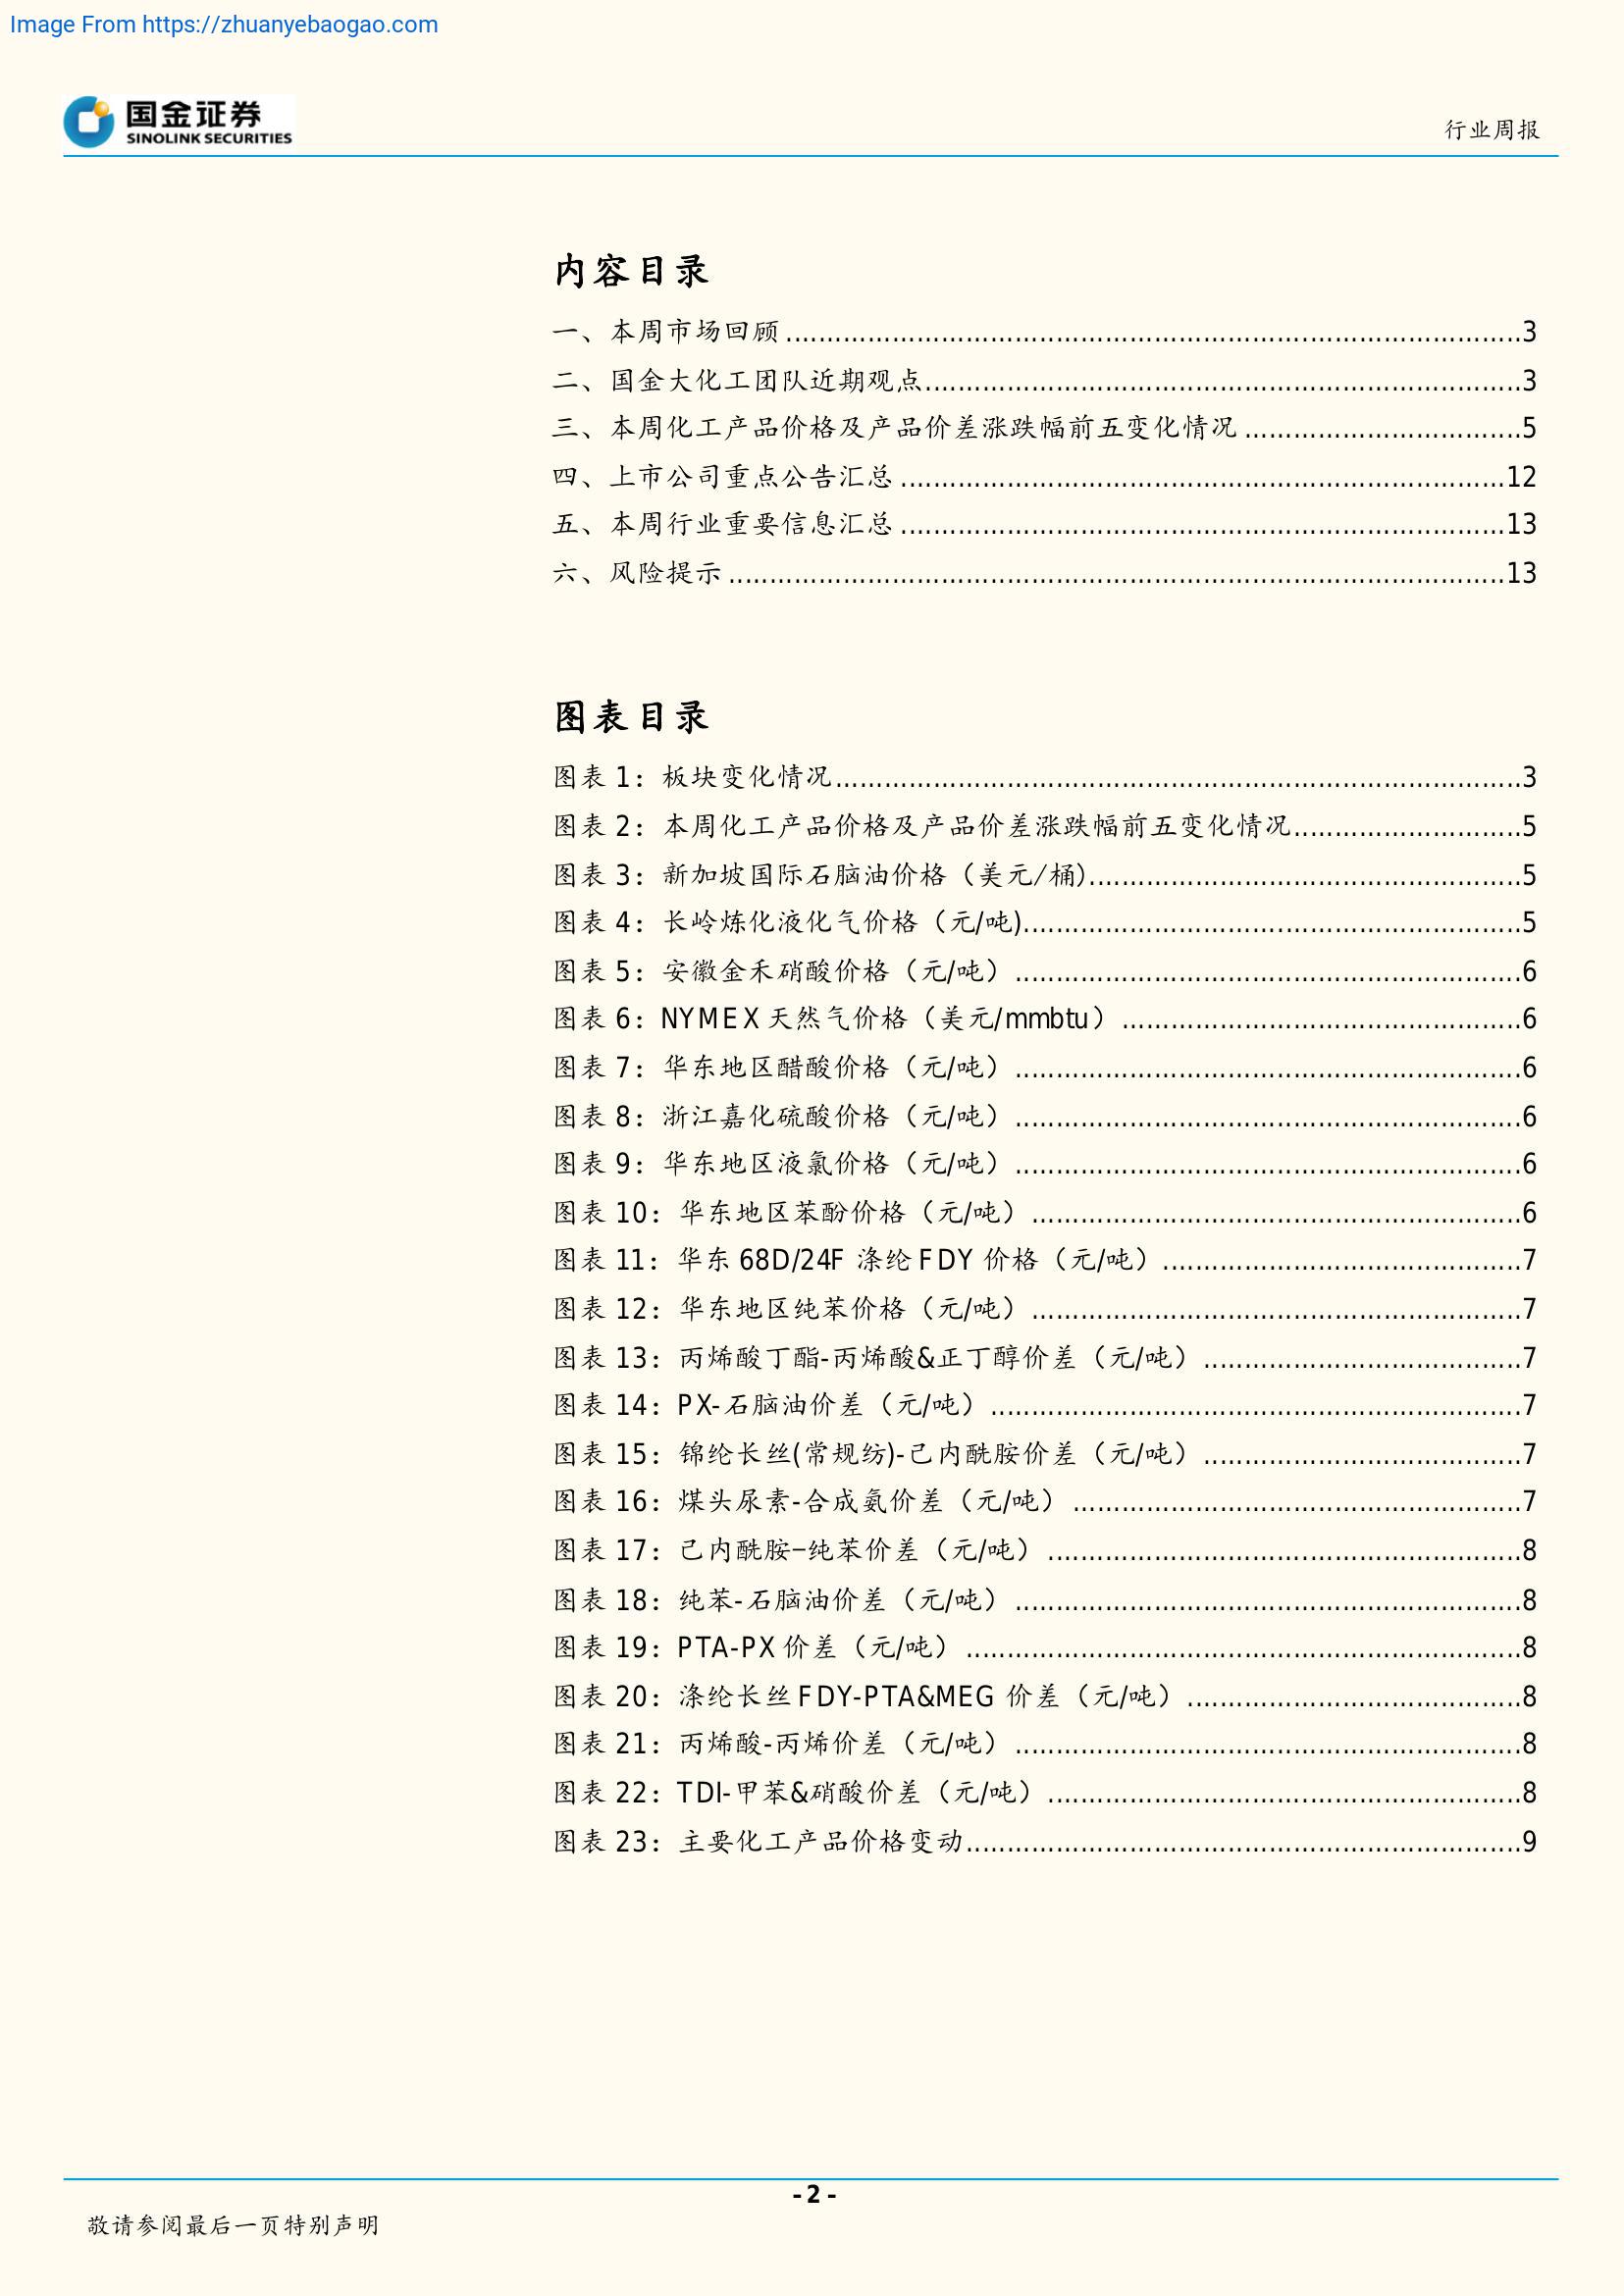 Image From https://zhuanyebaogao.com
国金证券
SINOLINK SECURITIES
行业周报
内容目录
一、本周市场回顾........................................................................................3
二、国金大化工团队近期观点........................................................................3
三、本周化工产品价格及产品价差涨跌幅前五变化情况..................................5
四、上市公司重点公告汇总........................................................................12
五、本周行业重要信息汇总........................................................................13
六、风险提示............................................................................................13
图表目录
图表 1：板块变化情况..................................................................................3
图表 2：本周化工产品价格及产品价差涨跌幅前五变化情况............................5
图表 3：新加坡国际石脑油价格（美元/桶)....................................................5
图表 4：长岭炼化液化气价格（元/吨)............................................................5
图表 5：安徽金禾硝酸价格（元/吨）............................................................6
图表 6：NYMEX 天然气价格（美元/mmbtu）................................................6
图表 7：华东地区醋酸价格（元/吨）............................................................6
图表 8：浙江嘉化硫酸价格（元/吨）............................................................6
图表 9：华东地区液氯价格（元/吨）............................................................6
图表 10：华东地区苯酚价格（元/吨）..........................................................6
图表 11：华东 68D/24F 涤纶 FDY 价格（元/吨）..........................................7
图表 12：华东地区纯苯价格（元/吨）..........................................................7
图表 13：丙烯酸丁酯-丙烯酸&正丁醇价差（元/吨）......................................7
图表 14：PX-石脑油价差（元/吨）................................................................7
图表 15：锦纶长丝(常规纺)-己内酰胺价差（元/吨）......................................7
图表 16：煤头尿素-合成氨价差（元/吨）......................................................7
图表 17：己内酰胺–纯苯价差（元/吨）........................................................8
图表 18：纯苯-石脑油价差（元/吨）............................................................8
图表 19：PTA-PX 价差（元/吨）..................................................................8
图表 20：涤纶长丝 FDY-PTA&MEG 价差（元/吨）........................................8
图表 21：丙烯酸-丙烯价差（元/吨）............................................................8
图表 22：TDI-甲苯&硝酸价差（元/吨）........................................................8
图表 23：主要化工产品价格变动..................................................................9
- 2 -
敬请参阅最后一页特别声明